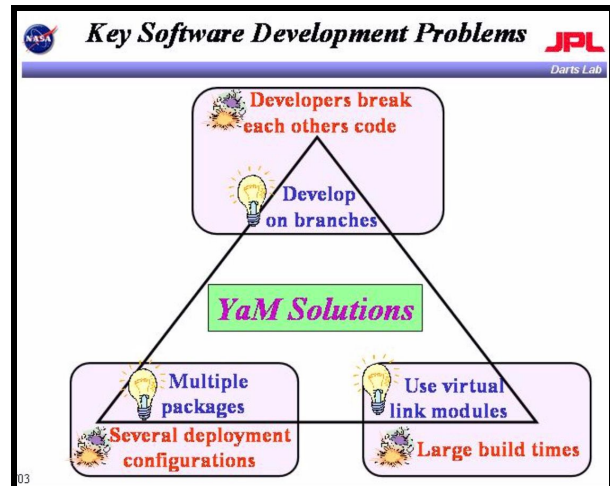 Key Software Development Problems
NASA
JPL
Darts Lab
Developers break
each others code
Develop
on branches
YaM Solutions
Multiple
packages
Several deployment
configurations
Use virtual
link modules
Large build times
03